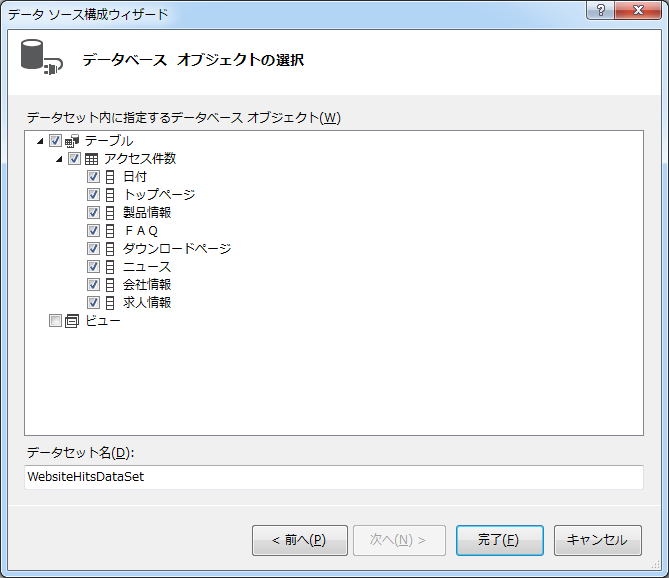 データ ソース構成ウィザード
データベース オブジェクトの選択
データセット内に指定するデータベース オブジェクト(W)
テーブル
アクセス件数
日付
トップページ
製品情報
ＦＡＱ
ダウンロードページ
ニュース
会社情報
求人情報
ビュー
データセット名(D):
WebsiteHitsDataSet
< 前へ(P)
次へ(N) >
完了(F)
キャンセル